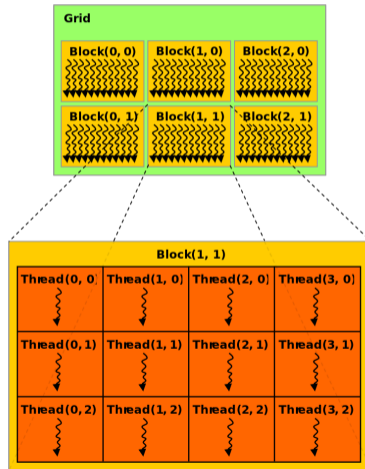 Grid
Block(0, 0) Block(1, 0) Block(2, 0)
Block(0, 1) Block(1, 1) Block(2, 1)
Block(1, 1)
Thread(0, 0) Thread(1, 0) Thread(2, 0) Thread(3, 0)
Thread(0,1) Thread(1, 1) Thread(2, 1) Thread(3, 1)
Thread(0,2) Thread(1, 2) Thread(2, 2) Thread(3, 2)